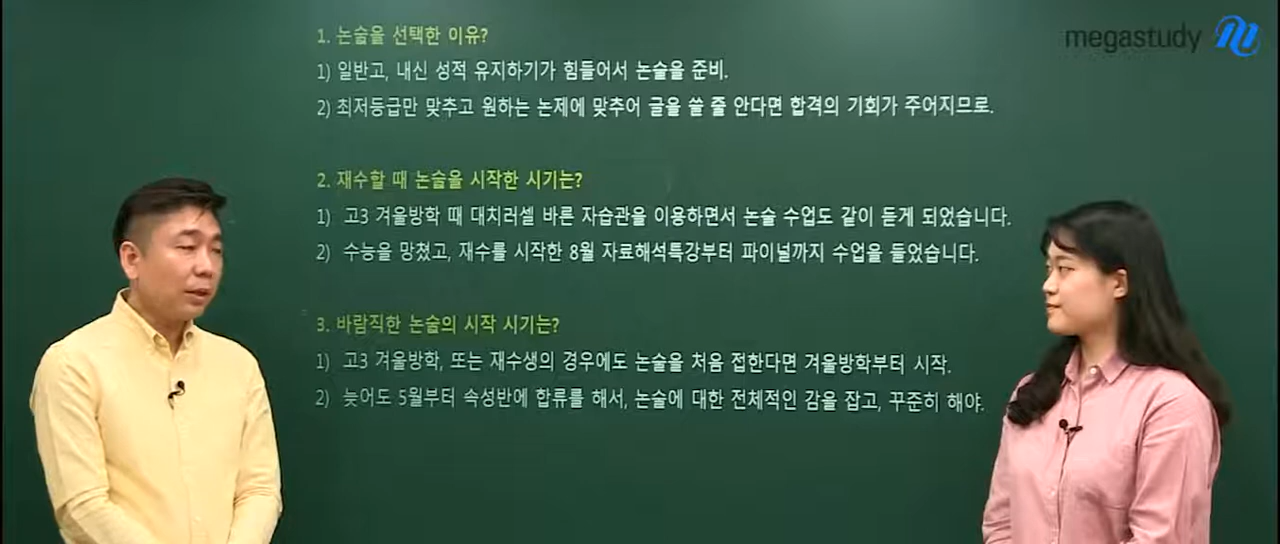 megastudy
1. 논술을 선택한 이유?
1) 일반고, 내신 성적 유지하기가 힘들어서 논술을 준비.
2) 최저등급만 맞추고 원하는 논제에 맞추어 글을 쓸 줄 안다면 합격의 기회가 주어지므로.
2. 재수할 때 논술을 시작한 시기는?
1) 고3 겨울방학 때 대치러셀 바른 자습관을 이용하면서 논술 수업도 같이 듣게 되었습니다.
2) 수능을 망쳤고, 재수를 시작한 8월 자료해석특강부터 파이널까지 수업을 들었습니다.
3. 바람직한 논술의 시작 시기는?
1) 고3 겨울방학, 또는 재수생의 경우에도 논술을 처음 접한다면 겨울방학부터 시작.
2) 늦어도 5월부터 속성반에 합류를 해서, 논술에 대한 전체적인 감을 잡고, 꾸준히 해야.